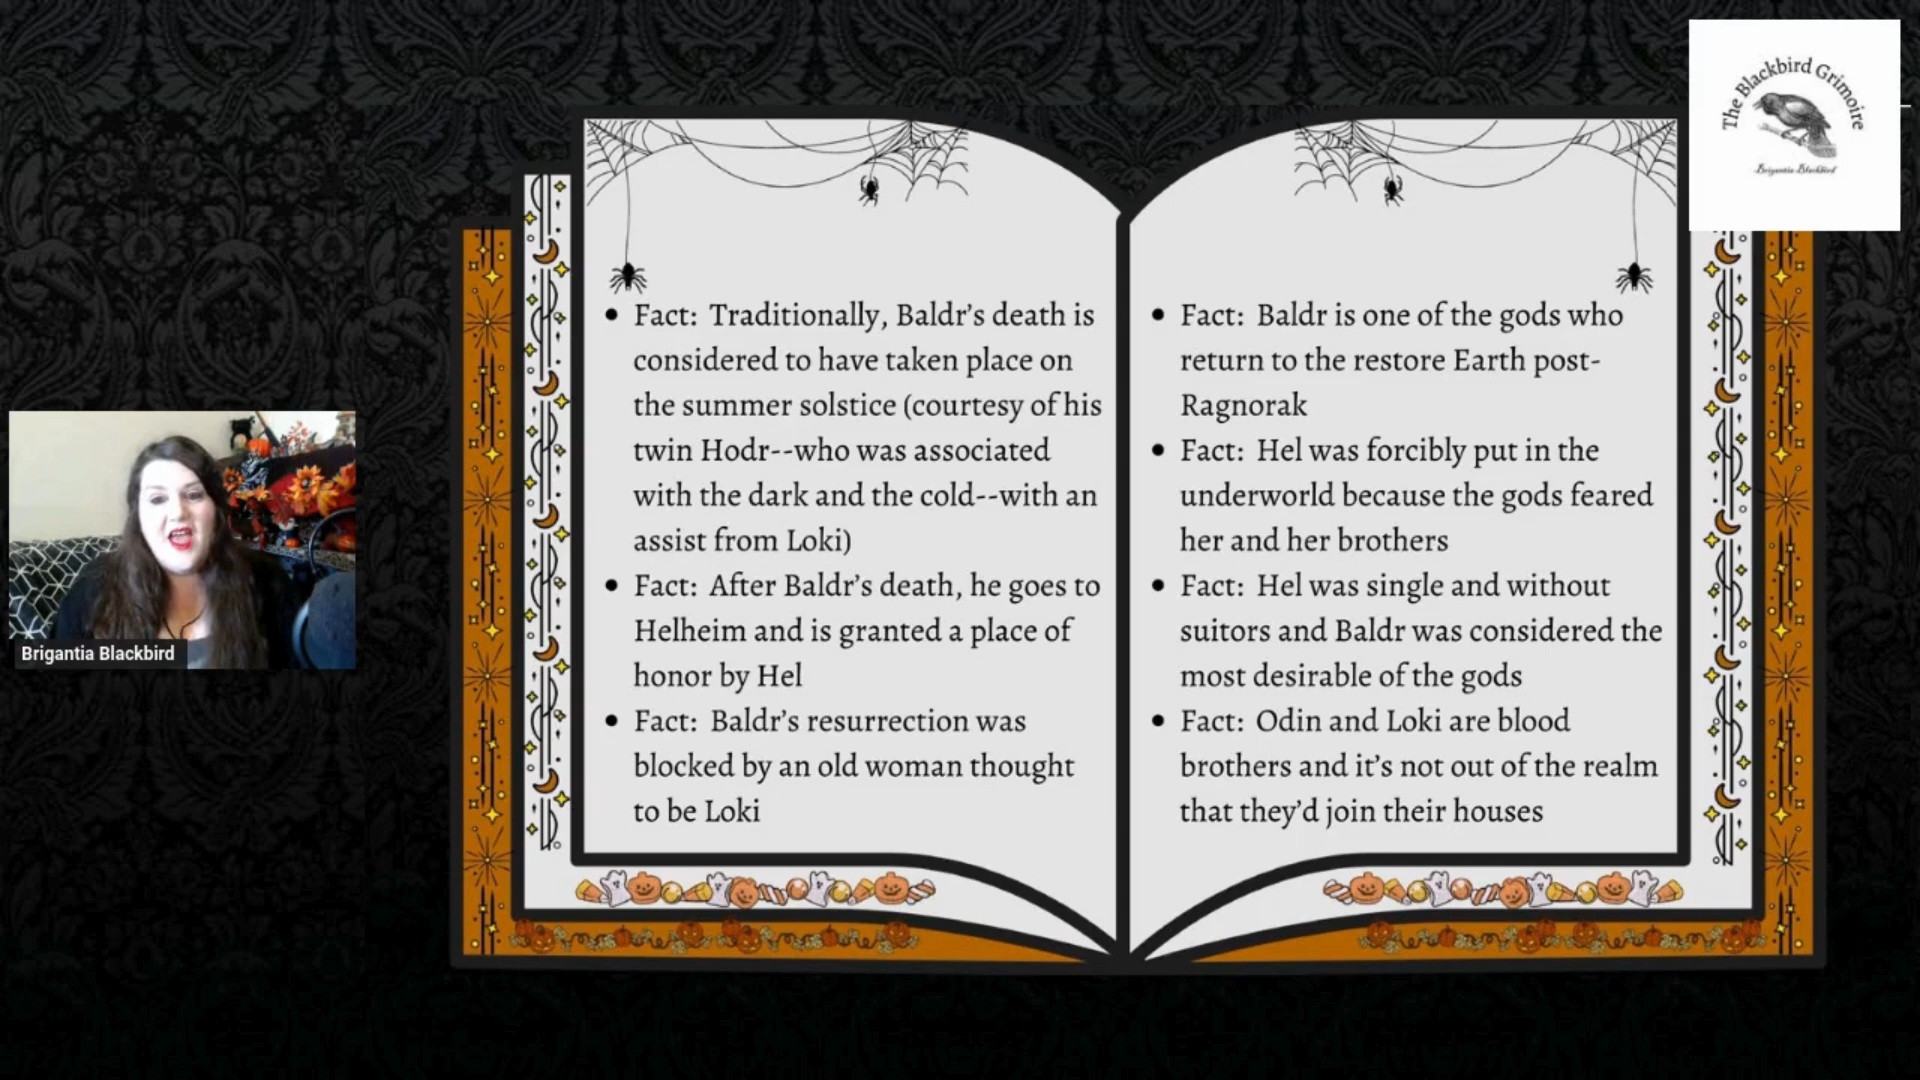 The Blackbird Grimoire
Brigantia Blackbird
• Fact: Traditionally, Baldr's death is
considered to have taken place on
the summer solstice (courtesy of his
twin Hodr--who was associated
with the dark and the cold--with an
assist from Loki)
• Fact: After Baldr's death, he goes to
Helheim and is granted a place of
honor by Hel
• Fact: Baldr's resurrection was
blocked by an old woman thought
to be Loki
• Fact: Baldr is one of the gods who
return to the restore Earth post-
Ragnorak
• Fact: Hel was forcibly put in the
underworld because the gods feared
her and her brothers
• Fact: Hel was single and without
suitors and Baldr was considered the
most desirable of the gods
• Fact: Odin and Loki are blood
brothers and it's not out of the realm
that they'd join their houses
Brigantia Blackbird